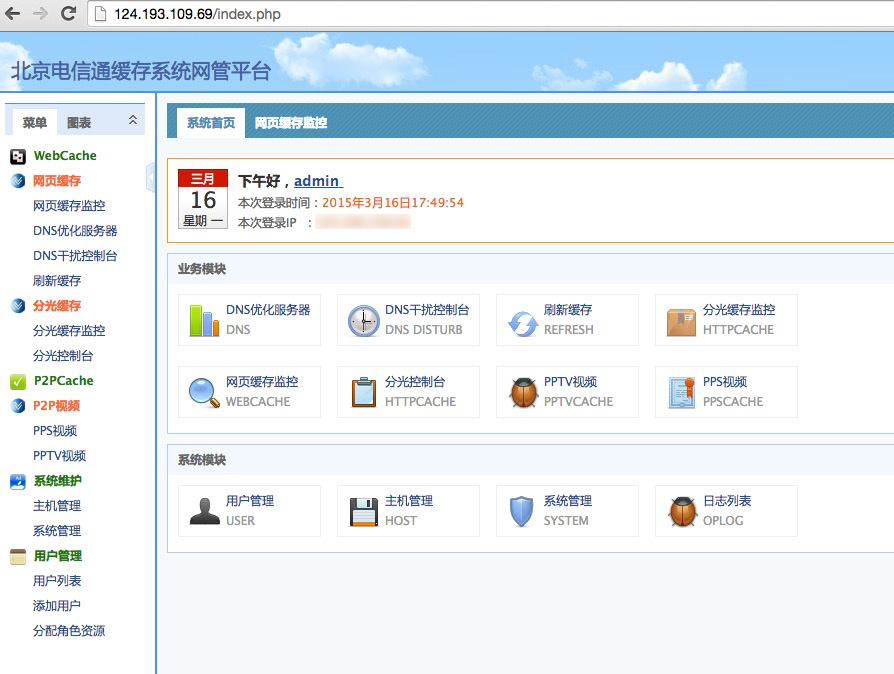 124.193.109.69/index.php
北京电信通缓存系统网管平台
菜单 图表
系统首页 网页缓存监控
WebCache
网页缓存
网页缓存监控
DNS优化服务器
DNS干扰控制台
刷新缓存
分光缓存
分光缓存监控
分光控制台
P2PCache
P2P视频
PPS视频
PPTV视频
系统维护
主机管理
系统管理
用户管理
用户列表
添加用户
分配角色资源
三月
16
星期 一
下午好，admin
本次登录时间：2015年3月16日17:49:54
本次登录IP ：
业务模块
DNS优化服务器
DNS
DNS干扰控制台
DNS DISTURB
刷新缓存
REFRESH
分光缓存监控
HTTPCACHE
网页缓存监控
WEBCACHE
分光控制台
HTTPCACHE
PPTV视频
PPTVCACHE
PPS视频
PPSCACHE
系统模块
用户管理
USER
主机管理
HOST
系统管理
SYSTEM
日志列表
OPLOG